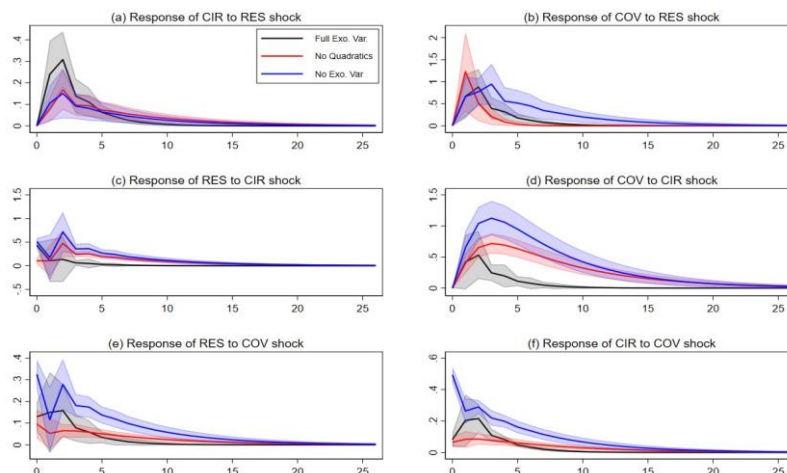 (a) Response of CIR to RES shock
.4
.3
.2
.1
0
0 5 10 15 20 25
Full Exo. Var.
No Quadratics
No Exo. Var
(b) Response of COV to RES shock
2
1.5
1
.5
0
0 5 10 15 20 25
(c) Response of RES to CIR shock
1.5
1
.5
0
-.5
0 5 10 15 20 25
(d) Response of COV to CIR shock
1.5
1
.5
0
0 5 10 15 20 25
(e) Response of RES to COV shock
.4
.3
.2
.1
0
0 5 10 15 20 25
(f) Response of CIR to COV shock
.6
.4
.2
0
0 5 10 15 20 25